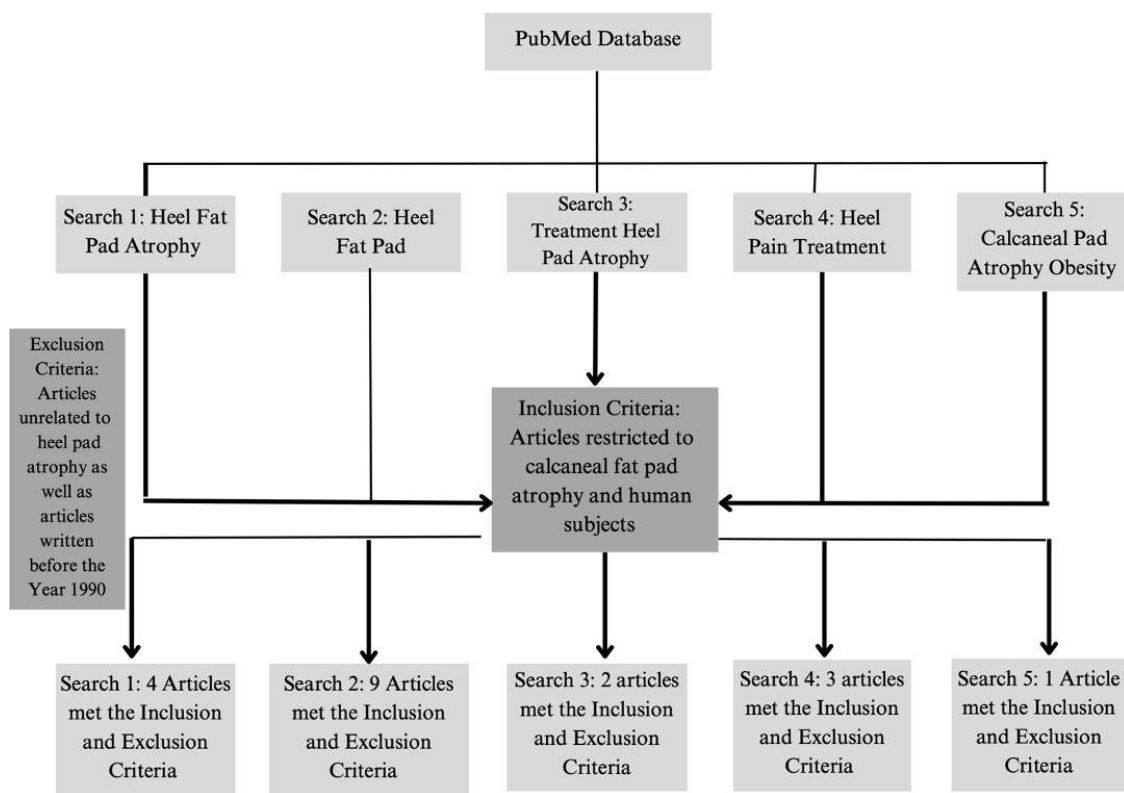 PubMed Database
Search 1: Heel Fat
Pad Atrophy
Search 2: Heel
Fat Pad
Search 3:
Treatment Heel
Pad Atrophy
Search 4: Heel
Pain Treatment
Search 5:
Calcaneal Pad
Atrophy Obesity
Exclusion
Criteria:
Articles
unrelated to
heel pad
atrophy as
well as
articles
written
before the
Year 1990
Inclusion Criteria:
Articles restricted to
calcaneal fat pad
atrophy and human
subjects
Search 1: 4 Articles
met the Inclusion
and Exclusion
Criteria
Search 2: 9 Articles
met the Inclusion
and Exclusion
Criteria
Search 3: 2 articles
met the Inclusion
and Exclusion
Criteria
Search 4: 3 articles
met the Inclusion
and Exclusion
Criteria
Search 5: 1 Article
met the Inclusion
and Exclusion
Criteria